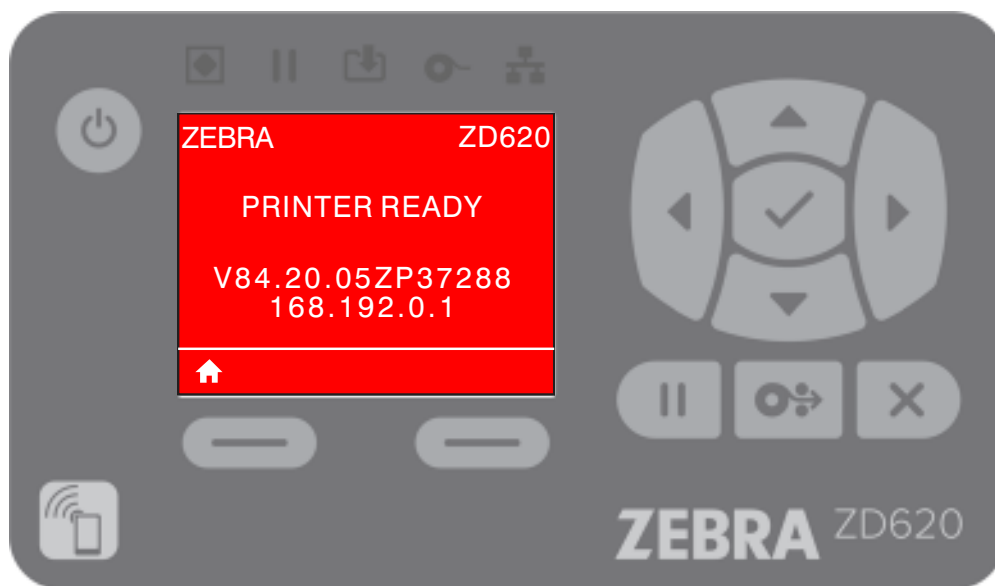 ZEBRA ZD620
PRINTER READY
V84.20.05ZP37288
168.192.0.1
ZEBRA ZD620